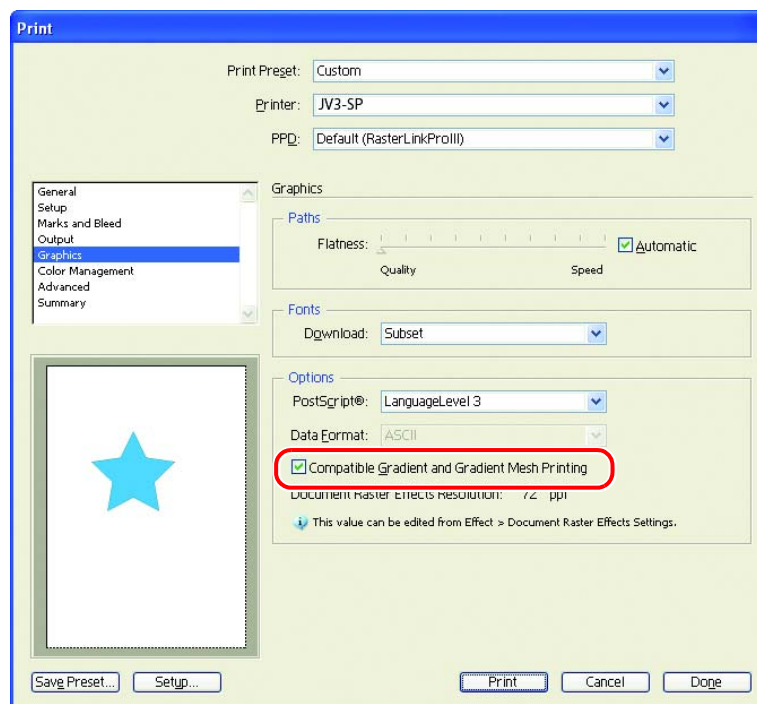 Print
Print Preset: Custom
Printer: JV3-SP
PPD: Default (RasterLinkProIII)
General
Setup
Marks and Bleed
Output
Graphics
Color Management
Advanced
Summary
Graphics
Paths
Flatness:
Automatic
Quality Speed
Fonts
Download: Subset
Options
PostScript®: LanguageLevel 3
Data Format: ASCII
Compatible Gradient and Gradient Mesh Printing
Document Raster Effects Resolution: 72 ppi
This value can be edited from Effect > Document Raster Effects Settings.
Save Preset... Setup... Print Cancel Done